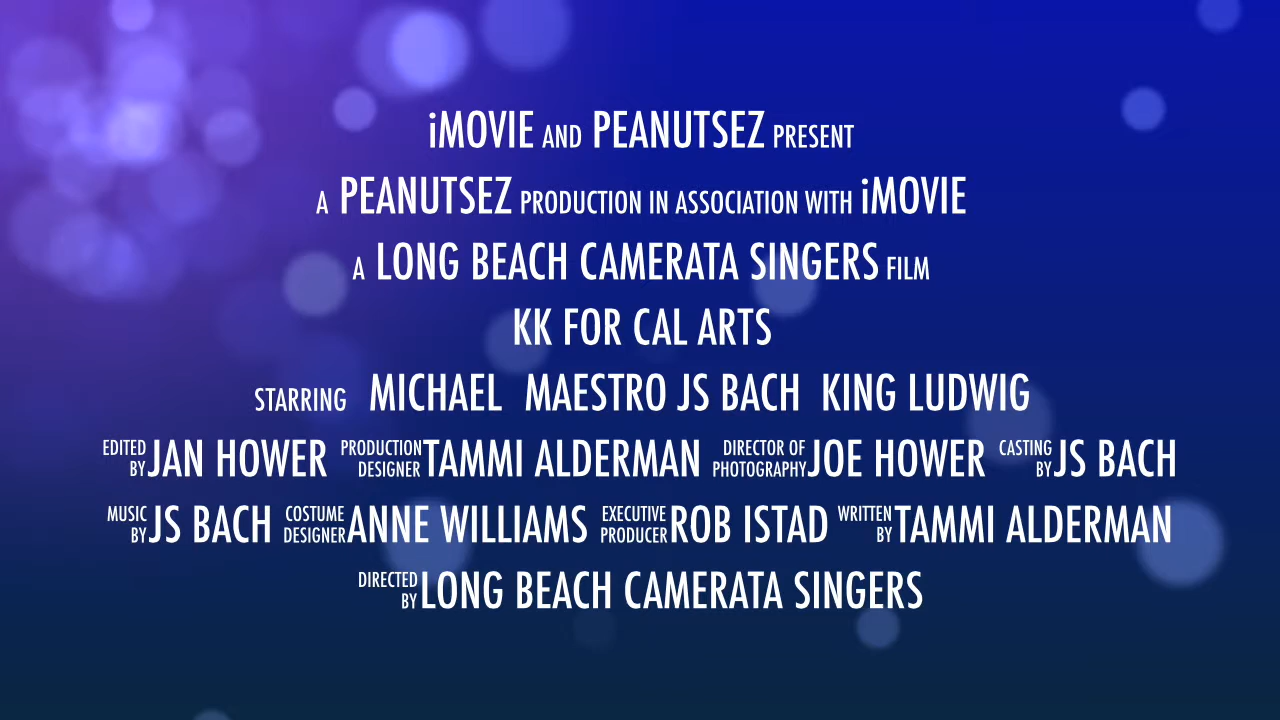 iMOVIE AND PEANUTSEZ PRESENT
A PEANUTSEZ PRODUCTION IN ASSOCIATION WITH iMOVIE
A LONG BEACH CAMERATA SINGERS FILM
KK FOR CAL ARTS
STARRING MICHAEL MAESTRO JS BACH KING LUDWIG
EDITED BY JAN HOWER PRODUCTION DESIGNER TAMMI ALDERMAN DIRECTOR OF PHOTOGRAPHY JOE HOWER CASTING BY JS BACH
MUSIC BY JS BACH COSTUME DESIGNER ANNE WILLIAMS EXECUTIVE PRODUCER ROB ISTAD WRITTEN BY TAMMI ALDERMAN
DIRECTED BY LONG BEACH CAMERATA SINGERS